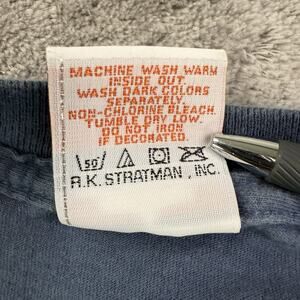 MACHINE WASH WARM
INSIDE OUT.
WASH DARK COLORS
SEPARATELY.
NON-CHLORINE BLEACH.
TUMBLE DRY LOW.
DO NOT IRON
IF DECORATED.
50°
R.K. STRATMAN, INC.